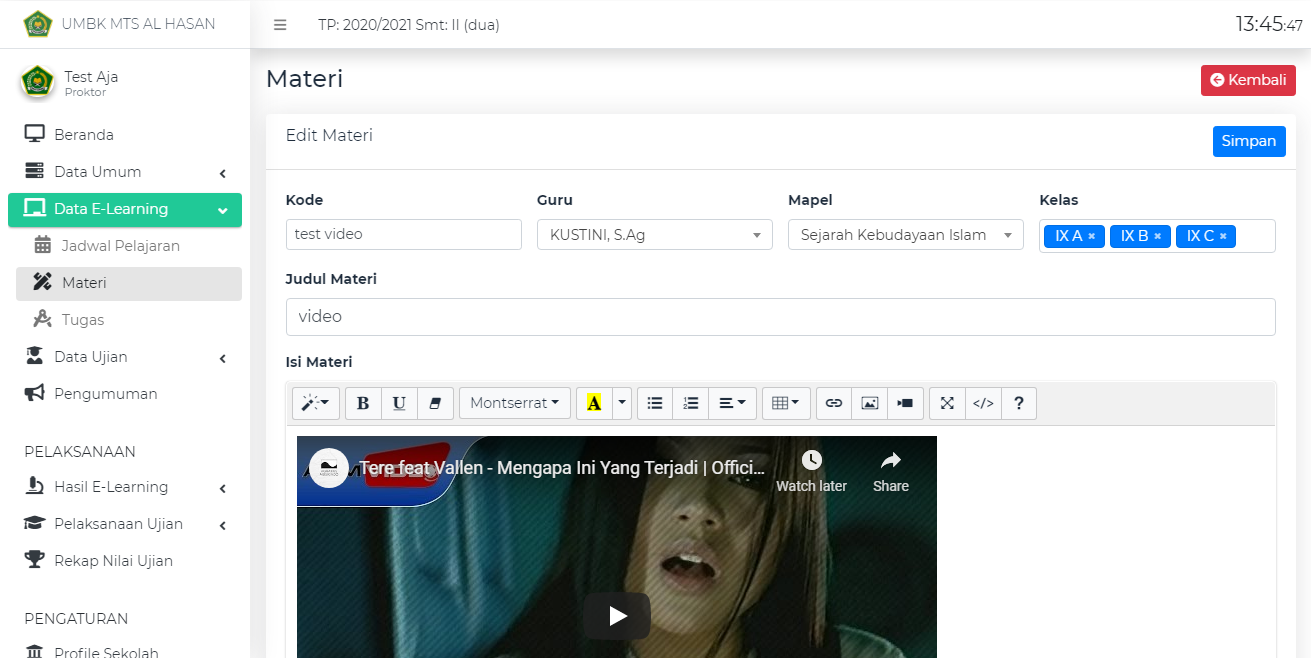 UMBK MTS AL HASAN
TP: 2020/2021 Smt: II (dua)
13:45:47
Test Aja
Proktor
Beranda
Data Umum
Data E-Learning
Jadwal Pelajaran
Materi
Tugas
Data Ujian
Pengumuman
PELAKSANAAN
Hasil E-Learning
Pelaksanaan Ujian
Rekap Nilai Ujian
PENGATURAN
Profile Sekolah
Materi
Kembali
Edit Materi
Simpan
Kode
Guru
Mapel
Kelas
test video
KUSTINI, S.Ag
Sejarah Kebudayaan Islam
IX A × IX B × IX C ×
Judul Materi
video
Isi Materi
B U Montserrat A </> ?
Tere feat Vallen - Mengapa Ini Yang Terjadi | Offici...
Watch later
Share